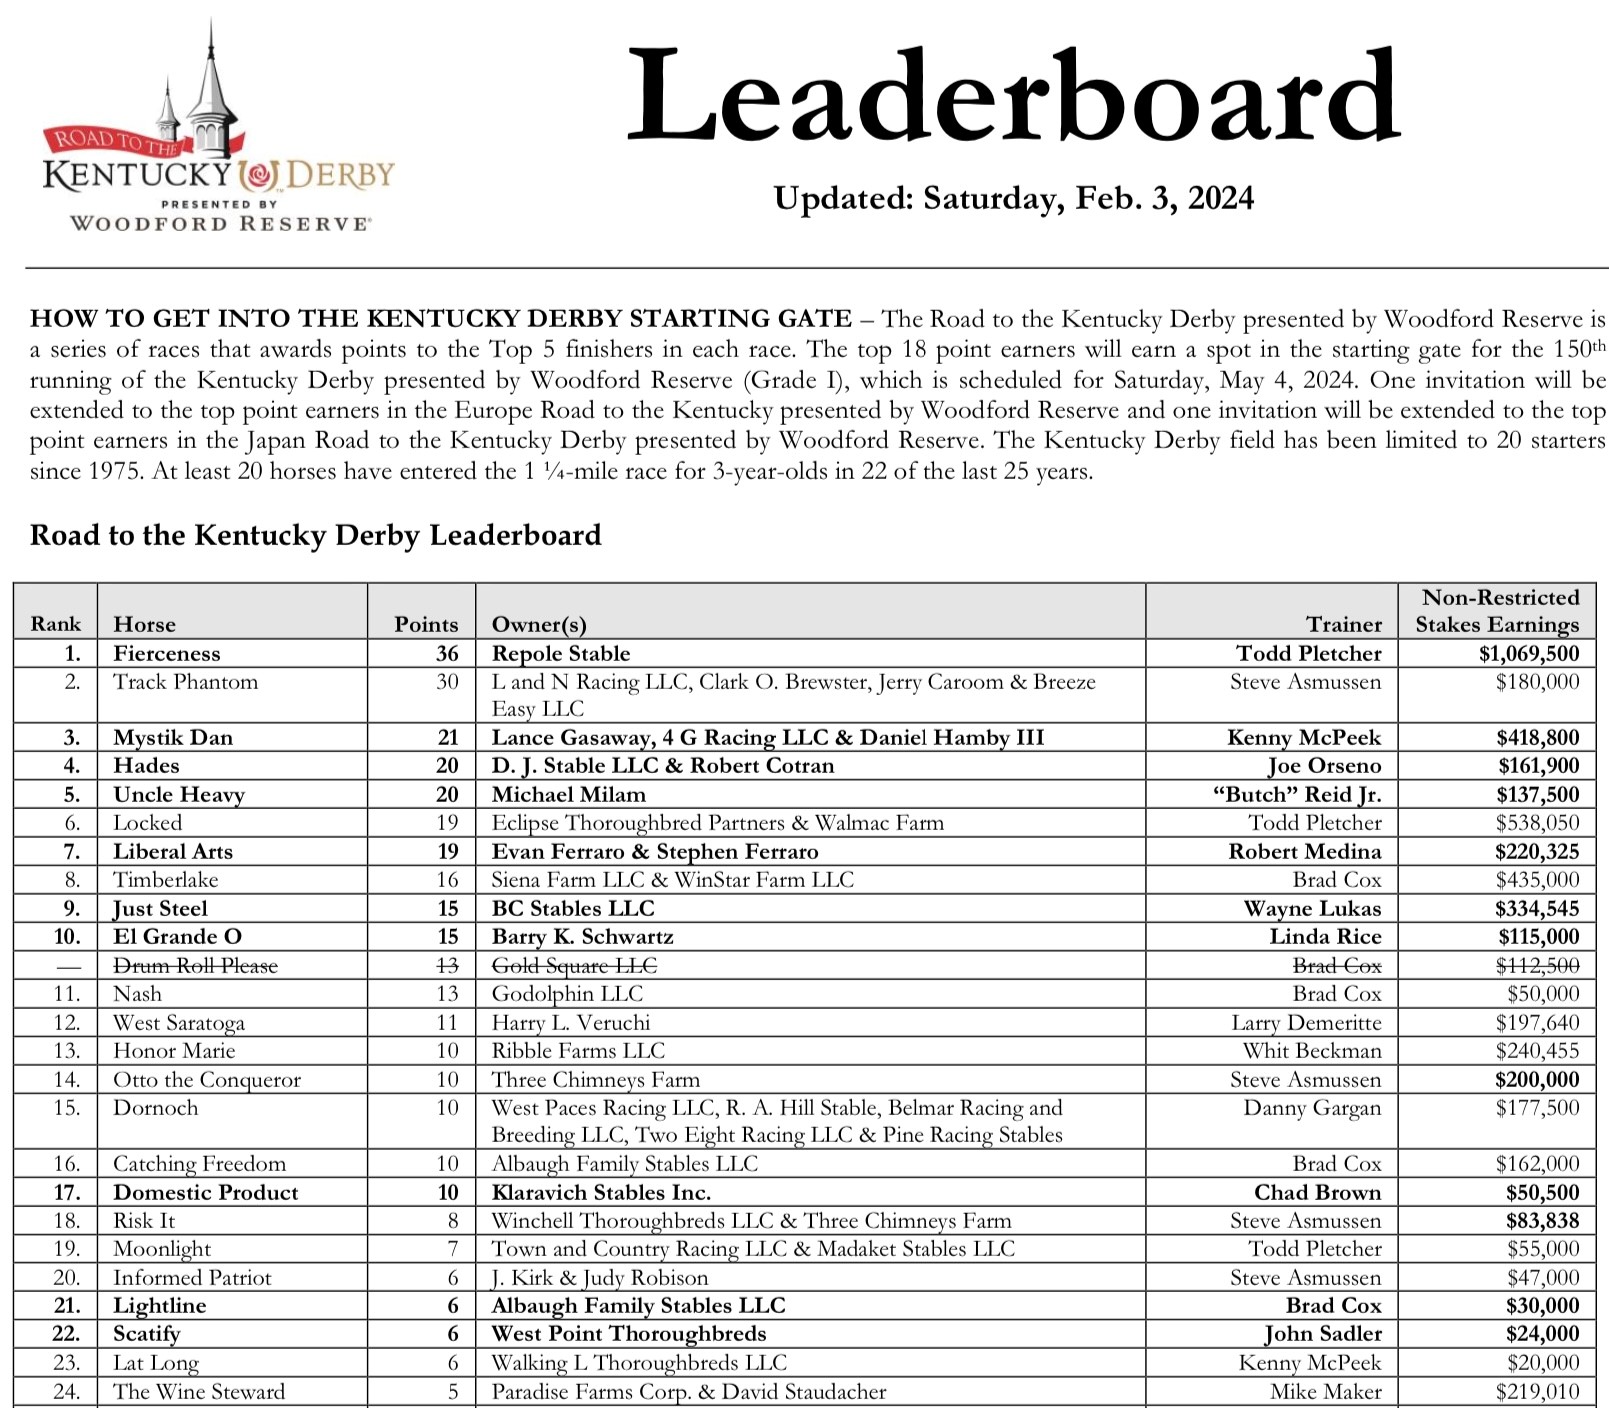 ROAD TO THE
KENTUCKY DERBY
PRESENTED BY
WOODFORD RESERVE®
Leaderboard
Updated: Saturday, Feb. 3, 2024
HOW TO GET INTO THE KENTUCKY DERBY STARTING GATE – The Road to the Kentucky Derby presented by Woodford Reserve is
a series of races that awards points to the Top 5 finishers in each race. The top 18 point earners will earn a spot in the starting gate for the 150th
running of the Kentucky Derby presented by Woodford Reserve (Grade I), which is scheduled for Saturday, May 4, 2024. One invitation will be
extended to the top point earners in the Europe Road to the Kentucky presented by Woodford Reserve and one invitation will be extended to the top
point earners in the Japan Road to the Kentucky Derby presented by Woodford Reserve. The Kentucky Derby field has been limited to 20 starters
since 1975. At least 20 horses have entered the 1 ¼-mile race for 3-year-olds in 22 of the last 25 years.
Road to the Kentucky Derby Leaderboard
Non-Restricted
Rank Horse Points Owner(s) Trainer Stakes Earnings
1. Fierceness 36 Repole Stable Todd Pletcher $1,069,500
2. Track Phantom 30 L and N Racing LLC, Clark O. Brewster, Jerry Caroom & Breeze Steve Asmussen $180,000
Easy LLC
3. Mystik Dan 21 Lance Gasaway, 4 G Racing LLC & Daniel Hamby III Kenny McPeek $418,800
4. Hades 20 D. J. Stable LLC & Robert Cotran Joe Orseno $161,900
5. Uncle Heavy 20 Michael Milam “Butch” Reid Jr. $137,500
6. Locked 19 Eclipse Thoroughbred Partners & Walmac Farm Todd Pletcher $538,050
7. Liberal Arts 19 Evan Ferraro & Stephen Ferraro Robert Medina $220,325
8. Timberlake 16 Siena Farm LLC & WinStar Farm LLC Brad Cox $435,000
9. Just Steel 15 BC Stables LLC Wayne Lukas $334,545
10. El Grande O 15 Barry K. Schwartz Linda Rice $115,000
— Drum Roll Please 13 Gold Square LLC Brad Cox $112,500
11. Nash 13 Godolphin LLC Brad Cox $50,000
12. West Saratoga 11 Harry L. Veruchi Larry Demeritte $197,640
13. Honor Marie 10 Ribble Farms LLC Whit Beckman $240,455
14. Otto the Conqueror 10 Three Chimneys Farm Steve Asmussen $200,000
15. Dornoch 10 West Paces Racing LLC, R. A. Hill Stable, Belmar Racing and Danny Gargan $177,500
Breeding LLC, Two Eight Racing LLC & Pine Racing Stables
16. Catching Freedom 10 Albaugh Family Stables LLC Brad Cox $162,000
17. Domestic Product 10 Klaravich Stables Inc. Chad Brown $50,500
18. Risk It 8 Winchell Thoroughbreds LLC & Three Chimneys Farm Steve Asmussen $83,838
19. Moonlight 7 Town and Country Racing LLC & Madaket Stables LLC Todd Pletcher $55,000
20. Informed Patriot 6 J. Kirk & Judy Robison Steve Asmussen $47,000
21. Lightline 6 Albaugh Family Stables LLC Brad Cox $30,000
22. Scatify 6 West Point Thoroughbreds John Sadler $24,000
23. Lat Long 6 Walking L Thoroughbreds LLC Kenny McPeek $20,000
24. The Wine Steward 5 Paradise Farms Corp. & David Staudacher Mike Maker $219,010